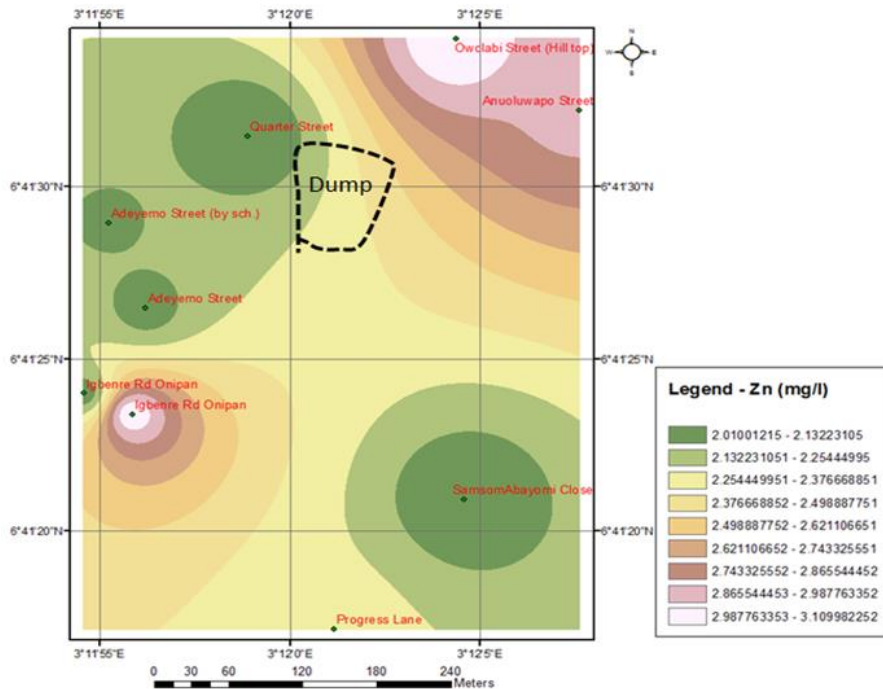 3°11'55"E 3°12'0"E 3°12'5"E
N
W E
S
Owolabi Street (Hill top)
Anuoluwapo Street
Quarter Street
6°41'30"N 6°41'30"N
Dump
Adeyemo Street (by sch.)
Adeyemo Street
6°41'25"N 6°41'25"N
Igbenre Rd Onipan
Igbenre Rd Onipan
Legend - Zn (mg/l)
2.01001215 - 2.13223105
2.132231051 - 2.25444995
2.254449951 - 2.376668851
2.376668852 - 2.498887751
2.498887752 - 2.621106651
2.621106652 - 2.743325551
2.743325552 - 2.865544452
2.865544453 - 2.987763352
2.987763353 - 3.109982252
SamsomAbayomi Close
6°41'20"N 6°41'20"N
Progress Lane
3°11'55"E 3°12'0"E 3°12'5"E
0 30 60 120 180 240
Meters